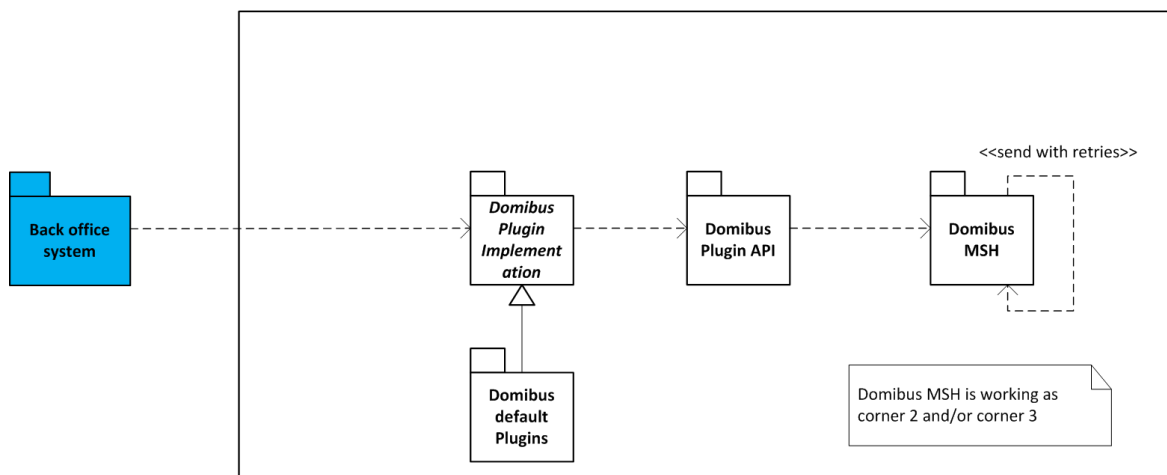 <<send with retries>>
Back office
system
Domibus
Plugin
Implement
ation
Domibus
Plugin API
Domibus
MSH
Domibus
default
Plugins
Domibus MSH is working as
corner 2 and/or corner 3